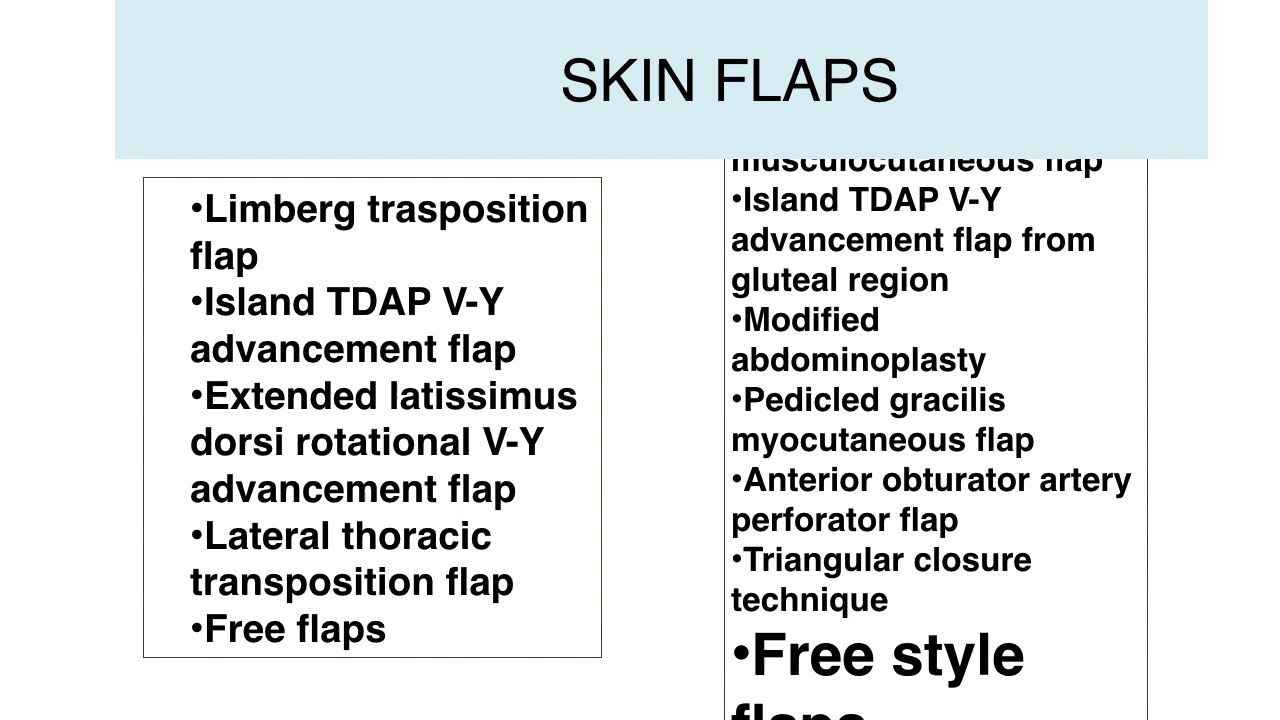 SKIN FLAPS
•Limberg trasposition
flap
•Island TDAP V-Y
advancement flap
•Extended latissimus
dorsi rotational V-Y
advancement flap
•Lateral thoracic
transposition flap
•Free flaps
musculocutaneous flap
•Island TDAP V-Y
advancement flap from
gluteal region
•Modified
abdominoplasty
•Pedicled gracilis
myocutaneous flap
•Anterior obturator artery
perforator flap
•Triangular closure
technique
•Free style
flaps